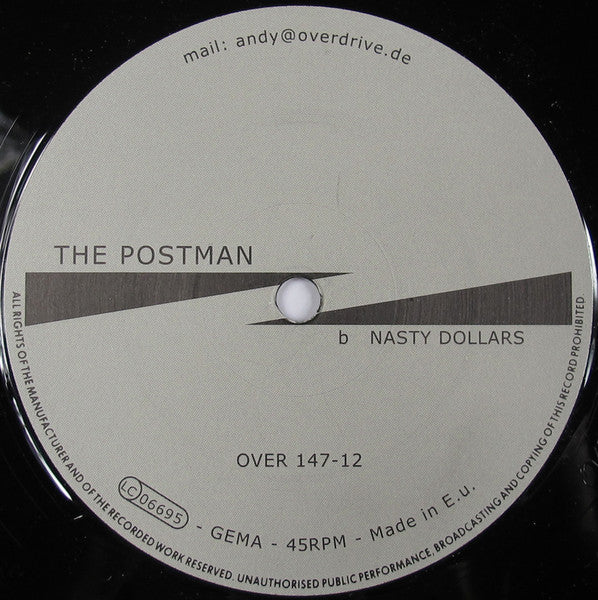 mail: andy@overdrive.de
THE POSTMAN
b NASTY DOLLARS
OVER 147-12
LC 06695 - GEMA - 45RPM - Made in E.u.
ALL RIGHTS OF THE MANUFACTURER AND OF THE RECORDED WORK RESERVED. UNAUTHORISED PUBLIC PERFORMANCE, BROADCASTING AND COPYING OF THIS RECORD PROHIBITED.